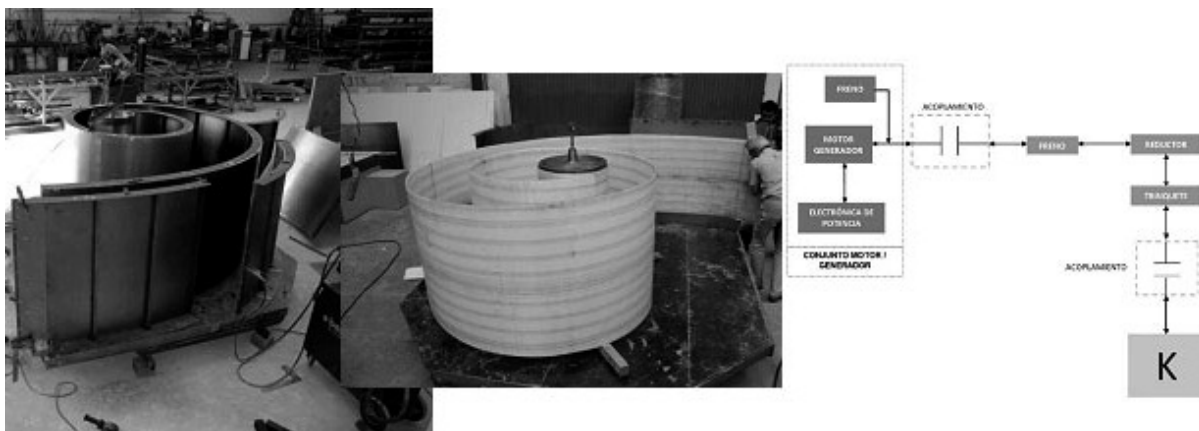 FRENO
ACOPLAMIENTO
MOTOR
GENERADOR
FRENO
REDUCTOR
TRINQUETE
ELECTRÓNICA DE
POTENCIA
CONJUNTO MOTOR /
GENERADOR
ACOPLAMIENTO
K